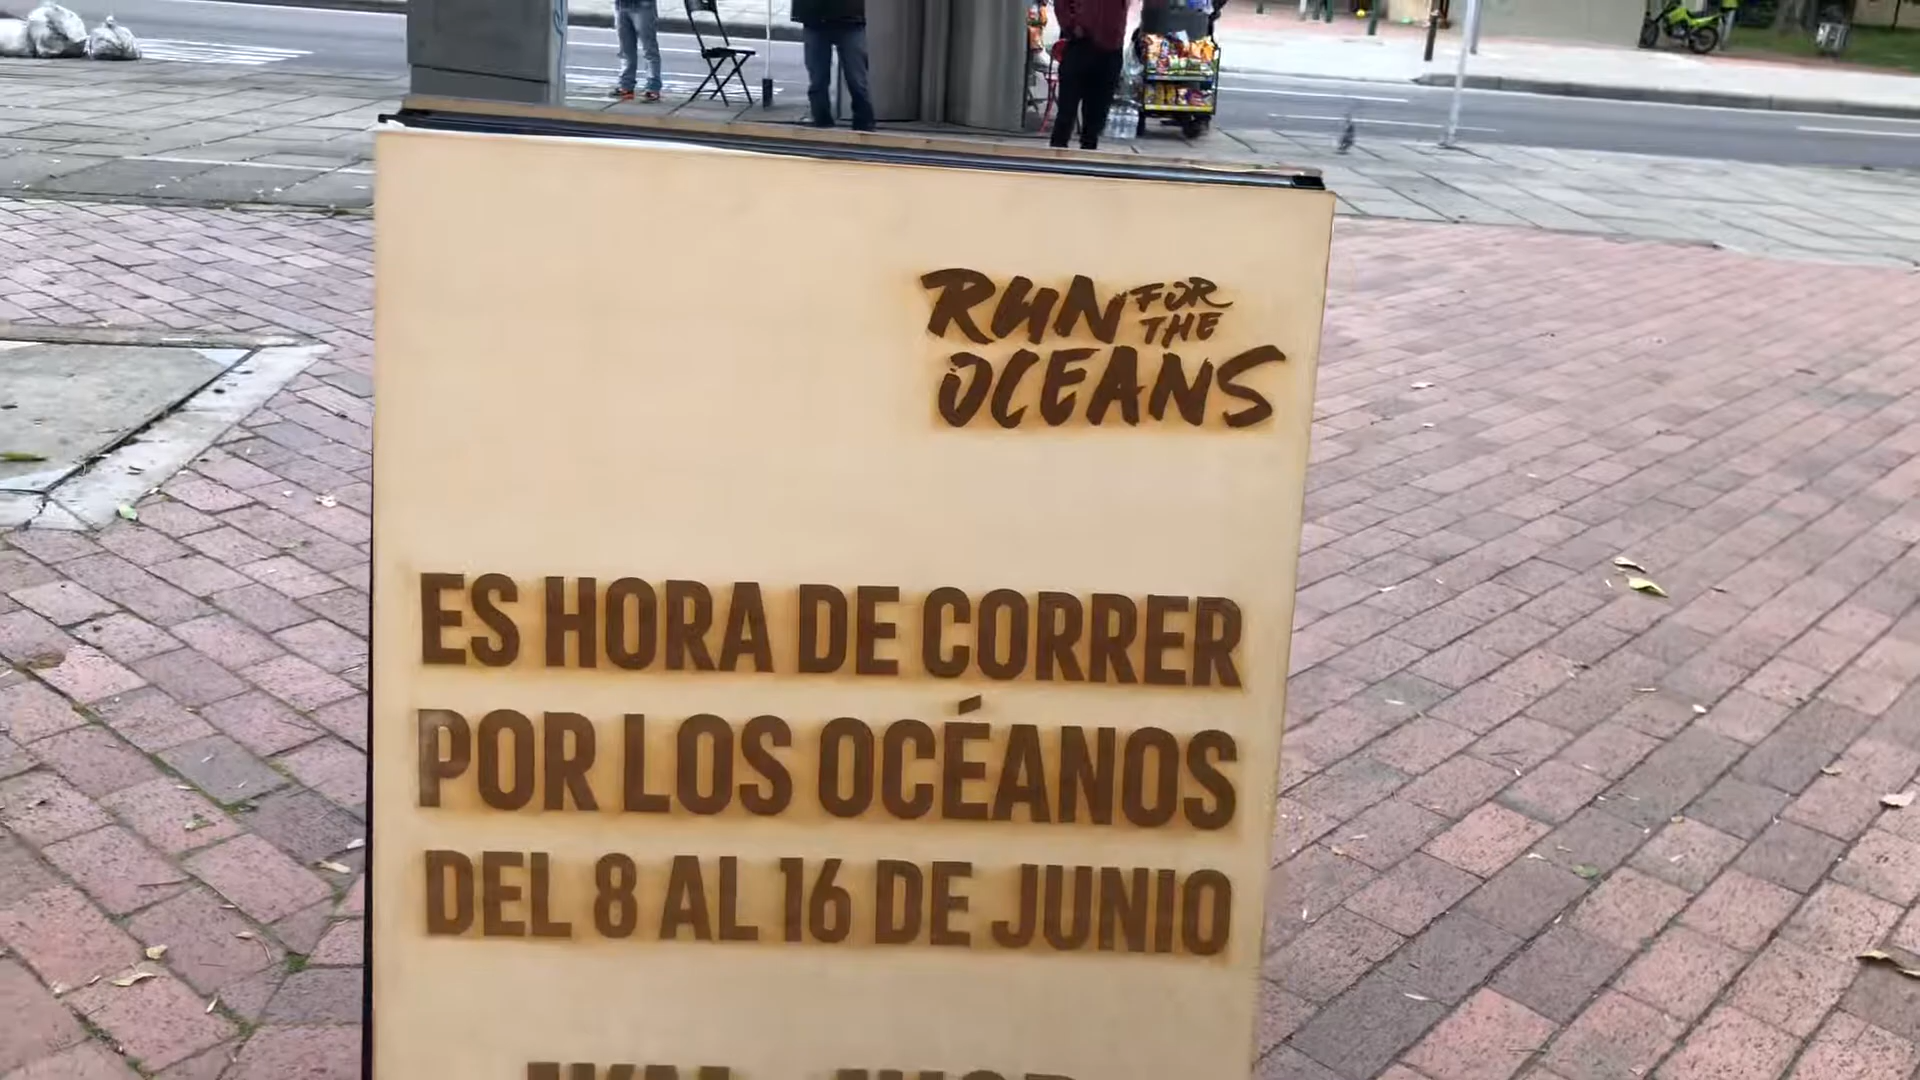 RUN FOR
THE
OCEANS
ES HORA DE CORRER
POR LOS OCÉANOS
DEL 8 AL 16 DE JUNIO